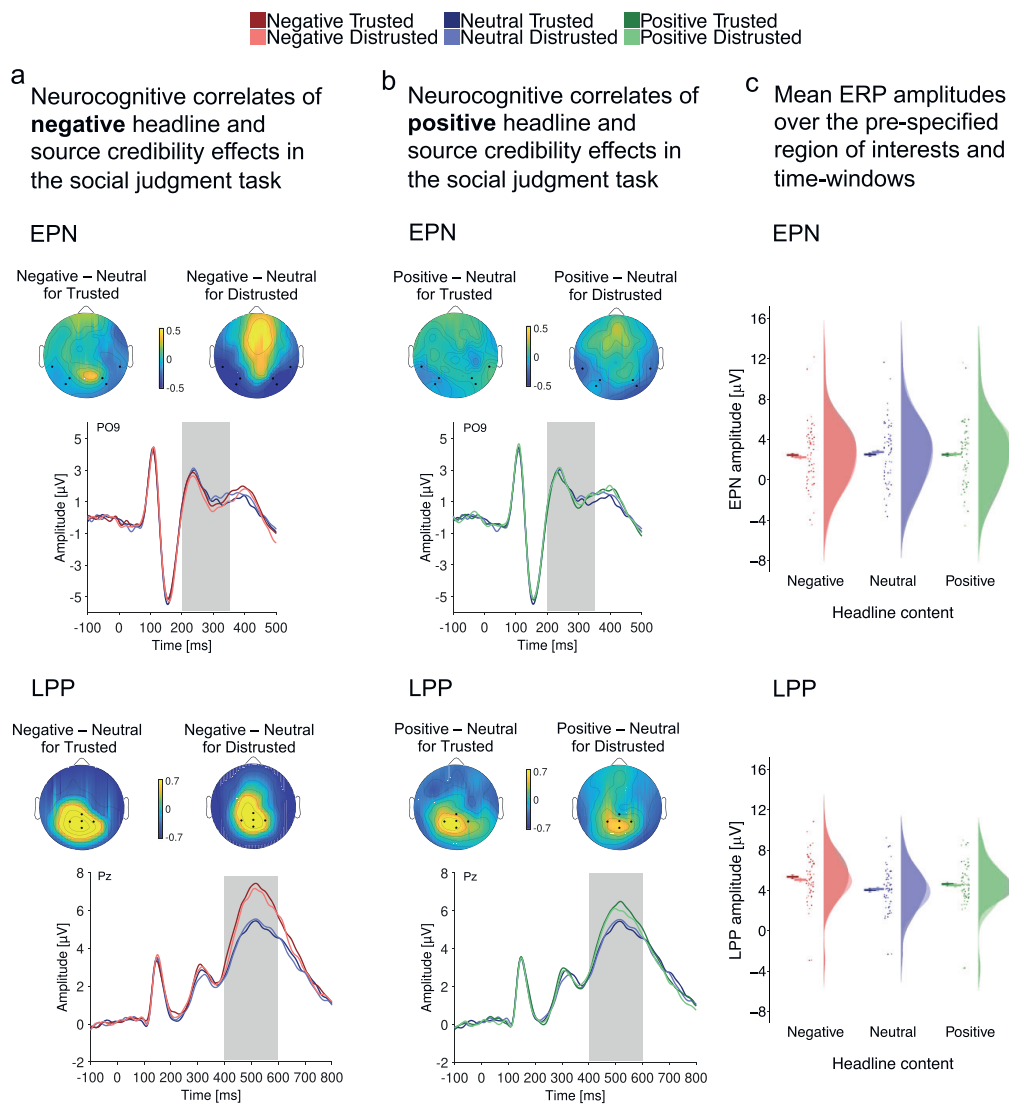 Negative Trusted Neutral Trusted Positive Trusted
Negative Distrusted Neutral Distrusted Positive Distrusted
a
Neurocognitive correlates of
negative headline and
source credibility effects in
the social judgment task
EPN
Negative – Neutral
for Trusted
Negative – Neutral
for Distrusted
0.5
0
-0.5
PO9
5
3
1
-1
-3
-5
Amplitude [µV]
-100 0 100 200 300 400 500
Time [ms]
LPP
Negative – Neutral
for Trusted
Negative – Neutral
for Distrusted
0.7
0
-0.7
Pz
8
6
4
2
0
-2
Amplitude [µV]
-100 0 100 200 300 400 500 600 700 800
Time [ms]
b
Neurocognitive correlates of
positive headline and
source credibility effects in
the social judgment task
EPN
Positive – Neutral
for Trusted
Positive – Neutral
for Distrusted
0.5
0
-0.5
PO9
5
3
1
-1
-3
-5
Amplitude [µV]
-100 0 100 200 300 400 500
Time [ms]
LPP
Positive – Neutral
for Trusted
Positive – Neutral
for Distrusted
0.7
0
-0.7
Pz
8
6
4
2
0
-2
Amplitude [µV]
-100 0 100 200 300 400 500 600 700 800
Time [ms]
c
Mean ERP amplitudes
over the pre-specified
region of interests and
time-windows
EPN
16
12
8
4
0
−4
−8
EPN amplitude [µV]
Negative Neutral Positive
Headline content
LPP
16
12
8
4
0
−4
−8
LPP amplitude [µV]
Negative Neutral Positive
Headline content